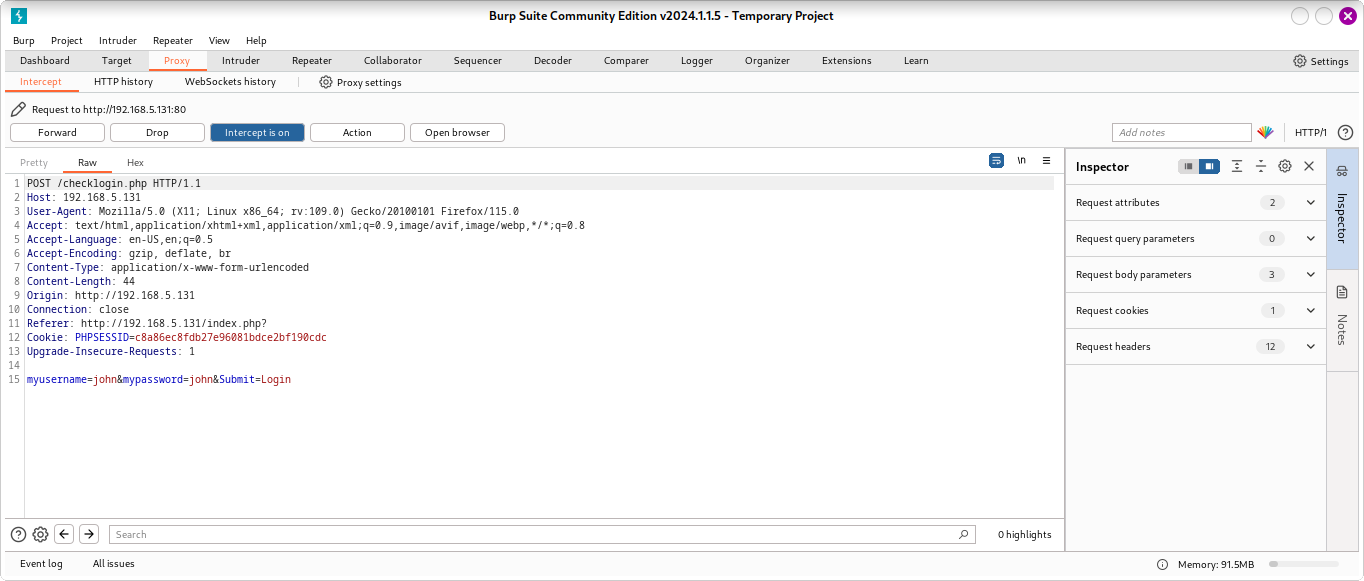 Burp Suite Community Edition v2024.1.1.5 - Temporary Project
Burp Project Intruder Repeater View Help
Dashboard Target Proxy Intruder Repeater Collaborator Sequencer Decoder Comparer Logger Organizer Extensions Learn Settings
Intercept HTTP history WebSockets history Proxy settings
Request to http://192.168.5.131:80
Forward Drop Intercept is on Action Open browser Add notes HTTP/1 ?
Pretty Raw Hex \n
Inspector
1 POST /checklogin.php HTTP/1.1
2 Host: 192.168.5.131
3 User-Agent: Mozilla/5.0 (X11; Linux x86_64; rv:109.0) Gecko/20100101 Firefox/115.0
4 Accept: text/html,application/xhtml+xml,application/xml;q=0.9,image/avif,image/webp,*/*;q=0.8
5 Accept-Language: en-US,en;q=0.5
6 Accept-Encoding: gzip, deflate, br
7 Content-Type: application/x-www-form-urlencoded
8 Content-Length: 44
9 Origin: http://192.168.5.131
10 Connection: close
11 Referer: http://192.168.5.131/index.php?
12 Cookie: PHPSESSID=c8a86ec8fdb27e96081bdce2bf190cdc
13 Upgrade-Insecure-Requests: 1
14
15 myusername=john&mypassword=john&Submit=Login
Request attributes 2
Request query parameters 0
Request body parameters 3
Request cookies 1
Request headers 12
Inspector
Notes
? Search 0 highlights
Event log All issues Memory: 91.5MB